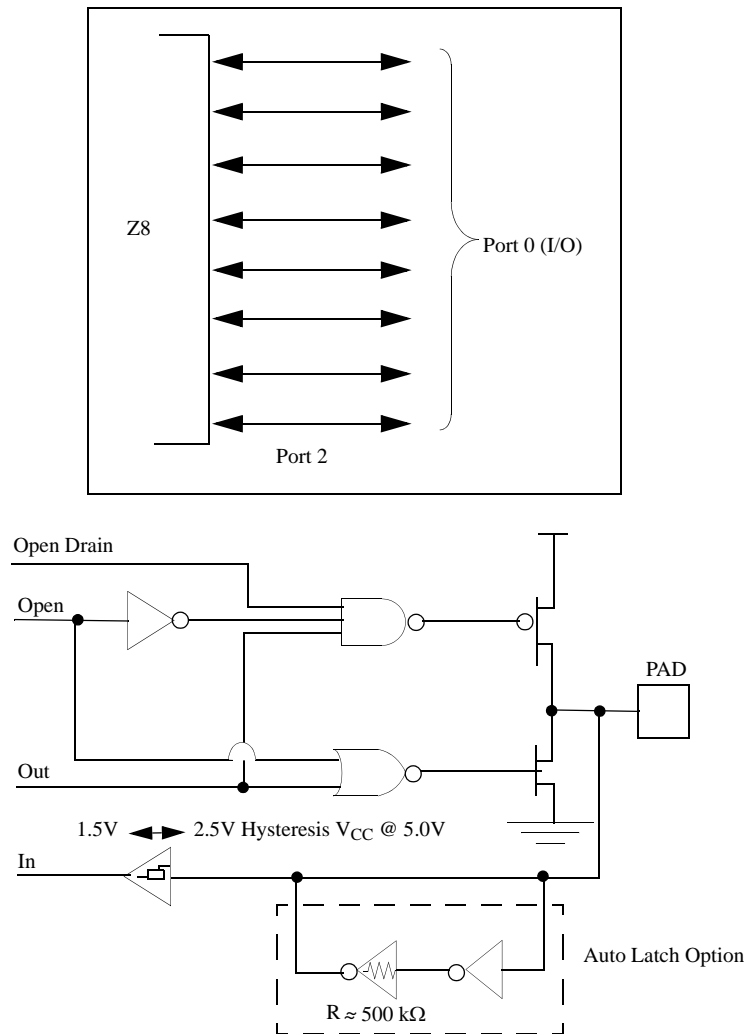 Z8
Port 0 (I/O)
Port 2
Open Drain
Open
PAD
Out
1.5V 2.5V Hysteresis VCC @ 5.0V
In
Auto Latch Option
R ≈ 500 kΩ